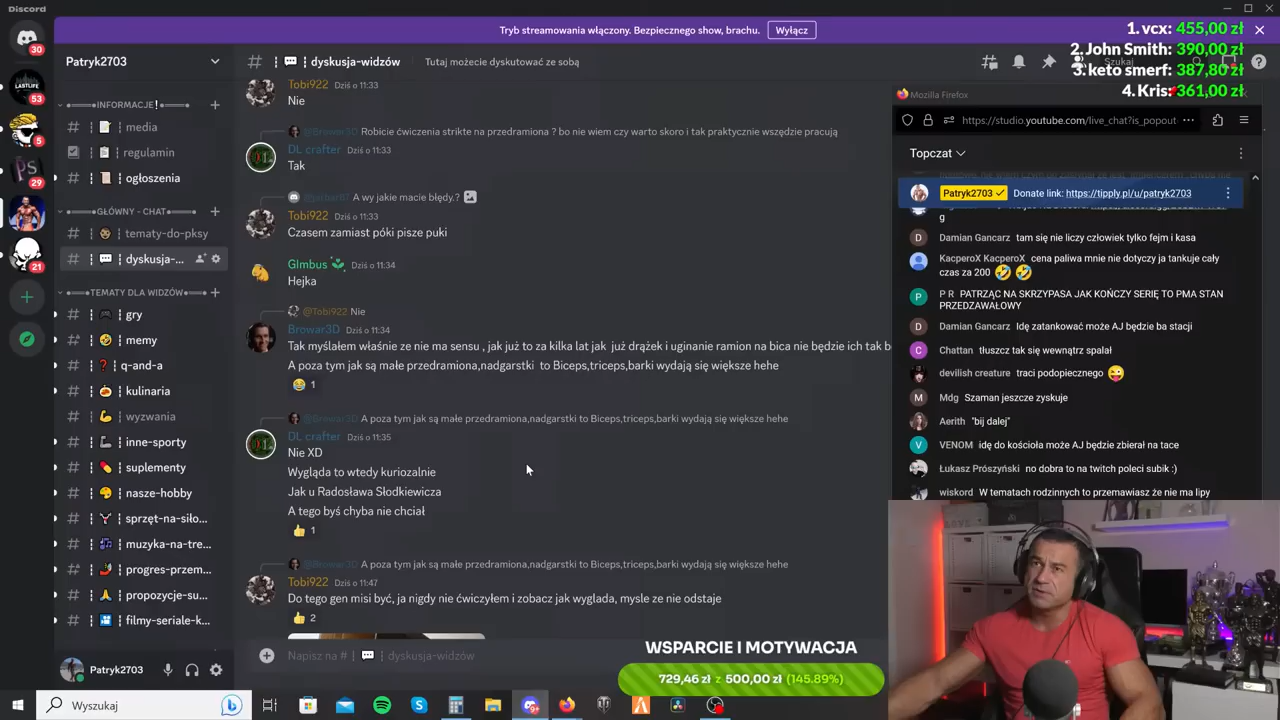 Discord
30
Tryb streamowania włączony. Bezpiecznego show, brachu.
Wyłącz
1. vcx: 455,00 zł
2. John Smith: 390,00 zł
3. keto smerf: 387,80 zł
4. Kris: 361,00 zł
Patryk2703
dyskusja-widzów
Tutaj możecie dyskutować ze sobą
Szukaj
LASTLIFE
53
5
29
21
INFORMACJE!
media
regulamin
ogłoszenia
GŁÓWNY - CHAT
tematy-do-pksy
dyskusja-...
TEMATY DLA WIDZÓW
gry
memy
q-and-a
kulinaria
wyzwania
inne-sporty
suplementy
nasze-hobby
sprzęt-na-siło...
muzyka-na-tre...
progres-przem...
propozycje-su...
filmy-seriale-k...
Patryk2703
Tobi922 Dziś o 11:33
Nie
@Browar3D Robicie ćwiczenia strikte na przedramiona ? bo nie wiem czy warto skoro i tak praktycznie wszędzie pracują
DL crafter Dziś o 11:33
Tak
A wy jakie macie błędy.?
Tobi922 Dziś o 11:33
Czasem zamiast póki pisze puki
GImbus Dziś o 11:34
Hejka
@Tobi922 Nie
Browar3D Dziś o 11:34
Tak myślałem właśnie ze nie ma sensu , jak już to za kilka lat jak już drążek i uginanie ramion na bica nie będzie ich tak b
A poza tym jak są małe przedramiona,nadgarstki to Biceps,triceps,barki wydają się większe hehe
1
@Browar3D A poza tym jak są małe przedramiona,nadgarstki to Biceps,triceps,barki wydają się większe hehe
DL crafter Dziś o 11:35
Nie XD
Wygląda to wtedy kuriozalnie
Jak u Radosława Słodkiewicza
A tego byś chyba nie chciał
1
@Browar3D A poza tym jak są małe przedramiona,nadgarstki to Biceps,triceps,barki wydają się większe hehe
Tobi922 Dziś o 11:47
Do tego gen misi być, ja nigdy nie ćwiczyłem i zobacz jak wyglada, mysle ze nie odstaje
2
Napisz na # dyskusja-widzów
Mozilla Firefox
https://studio.youtube.com/live_chat?is_popout
Topczat
Patryk2703 Donate link: https://tipply.pl/u/patryk2703
g
Damian Gancarz tam się nie liczy człowiek tylko fejm i kasa
KacperoX KacperoX cena paliwa mnie nie dotyczy ja tankuje cały
czas za 200
P R PATRZĄC NA SKRZYPASA JAK KOŃCZY SERIĘ TO PMA STAN
PRZEDZAWAŁOWY
Damian Gancarz Idę zatankować może AJ będzie ba stacji
Chattan tłuszcz tak się wewnątrz spalał
devilish creature traci podopiecznego
Mdg Szaman jeszcze zyskuje
Aerith "bij dalej"
VENOM idę do kościoła może AJ będzie zbierał na tace
Łukasz Prószyński no dobra to na twitch poleci subik :)
wiskord W tematach rodzinnych to przemawiasz że nie ma lipy
LOVE
WSPARCIE I MOTYWACJA
729,46 zł z 500,00 zł (145.89%)
Wyszukaj